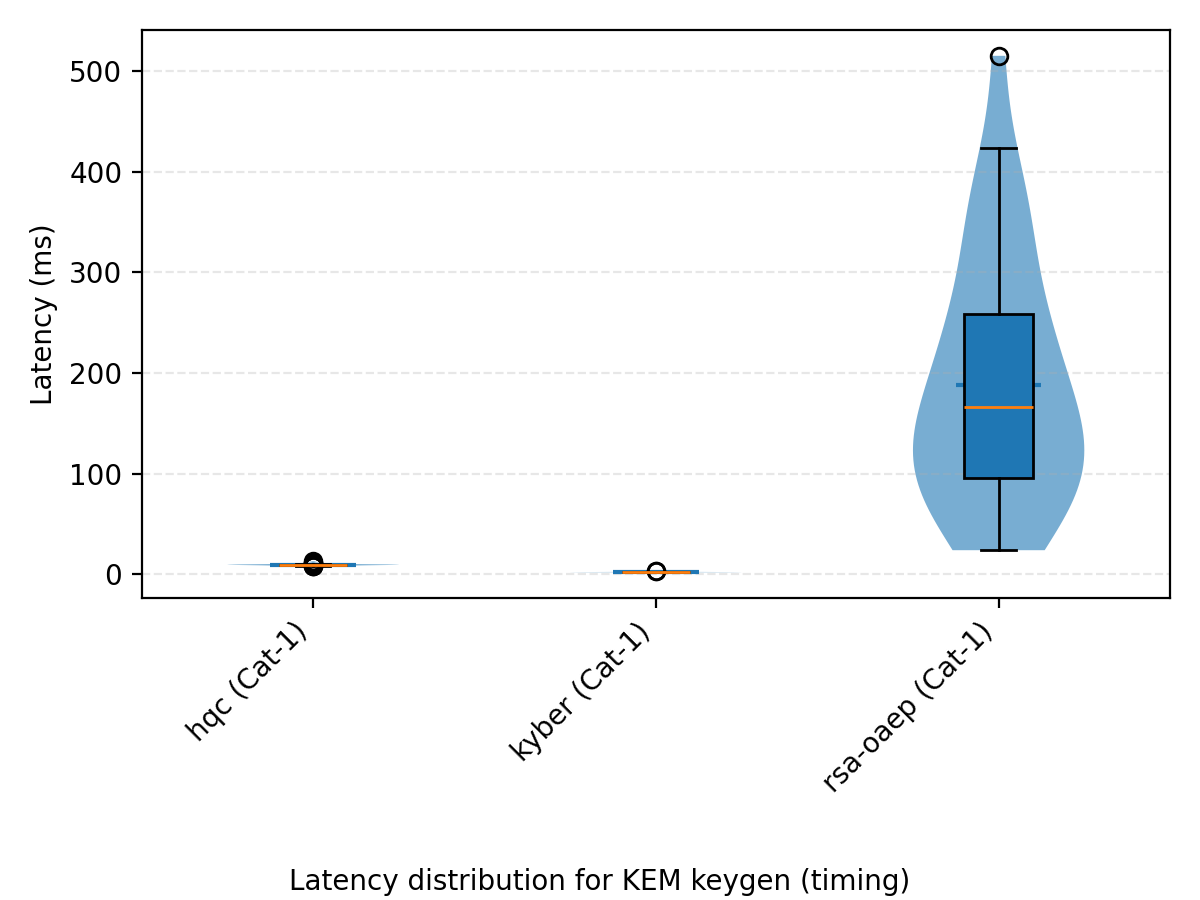 500
400
300
200
100
0
Latency (ms)
hqc (Cat-1)
kyber (Cat-1)
rsa-oaep (Cat-1)
Latency distribution for KEM keygen (timing)